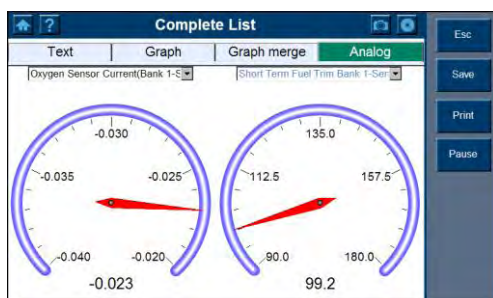 ? Complete List
Text Graph Graph merge Analog
Oxygen Sensor Current(Bank 1-S Short Term Fuel Trim Bank 1-Sen
-0.030 135.0
-0.035 -0.025 112.5 157.5
-0.040 -0.020 90.0 180.0
-0.023 99.2
Esc
Save
Print
Pause